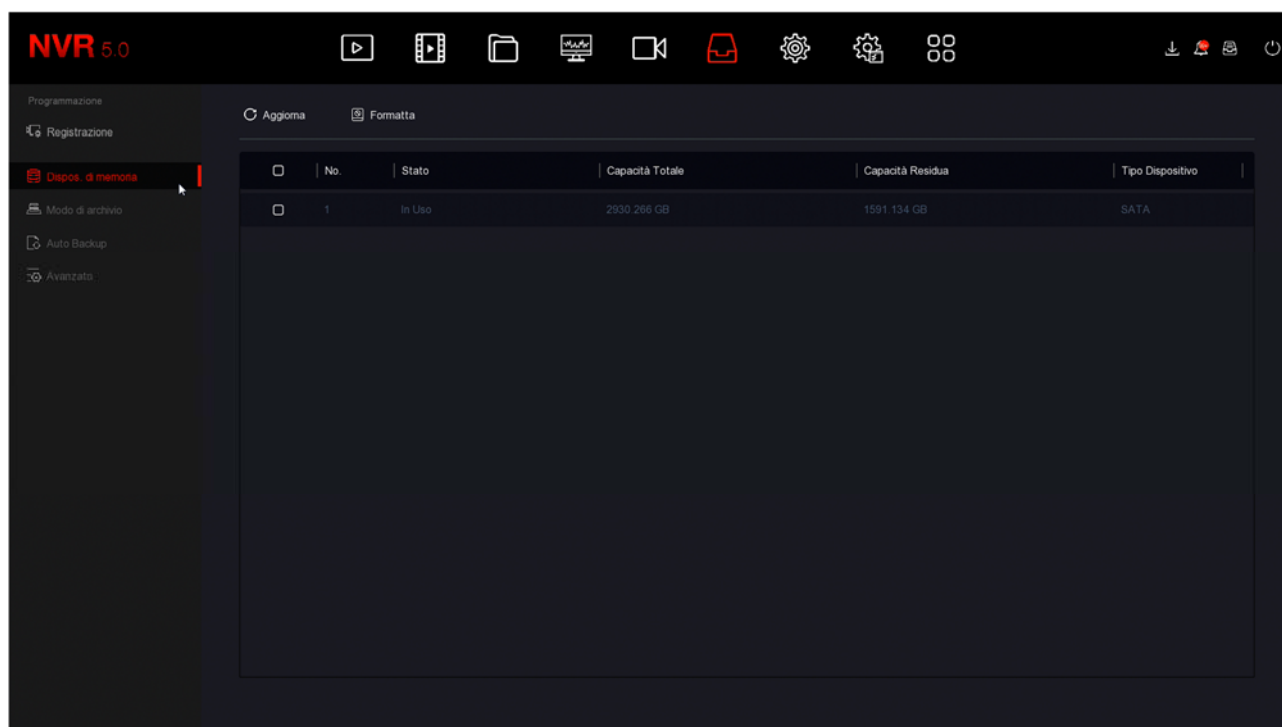 NVR 5.0
Programmazione
Registrazione
Dispos. di memoria
Modo di archivio
Auto Backup
Avanzato
Aggiorna
Formatta
No. Stato Capacità Totale Capacità Residua Tipo Dispositivo
1 In Uso 2930.266 GB 1591.134 GB SATA